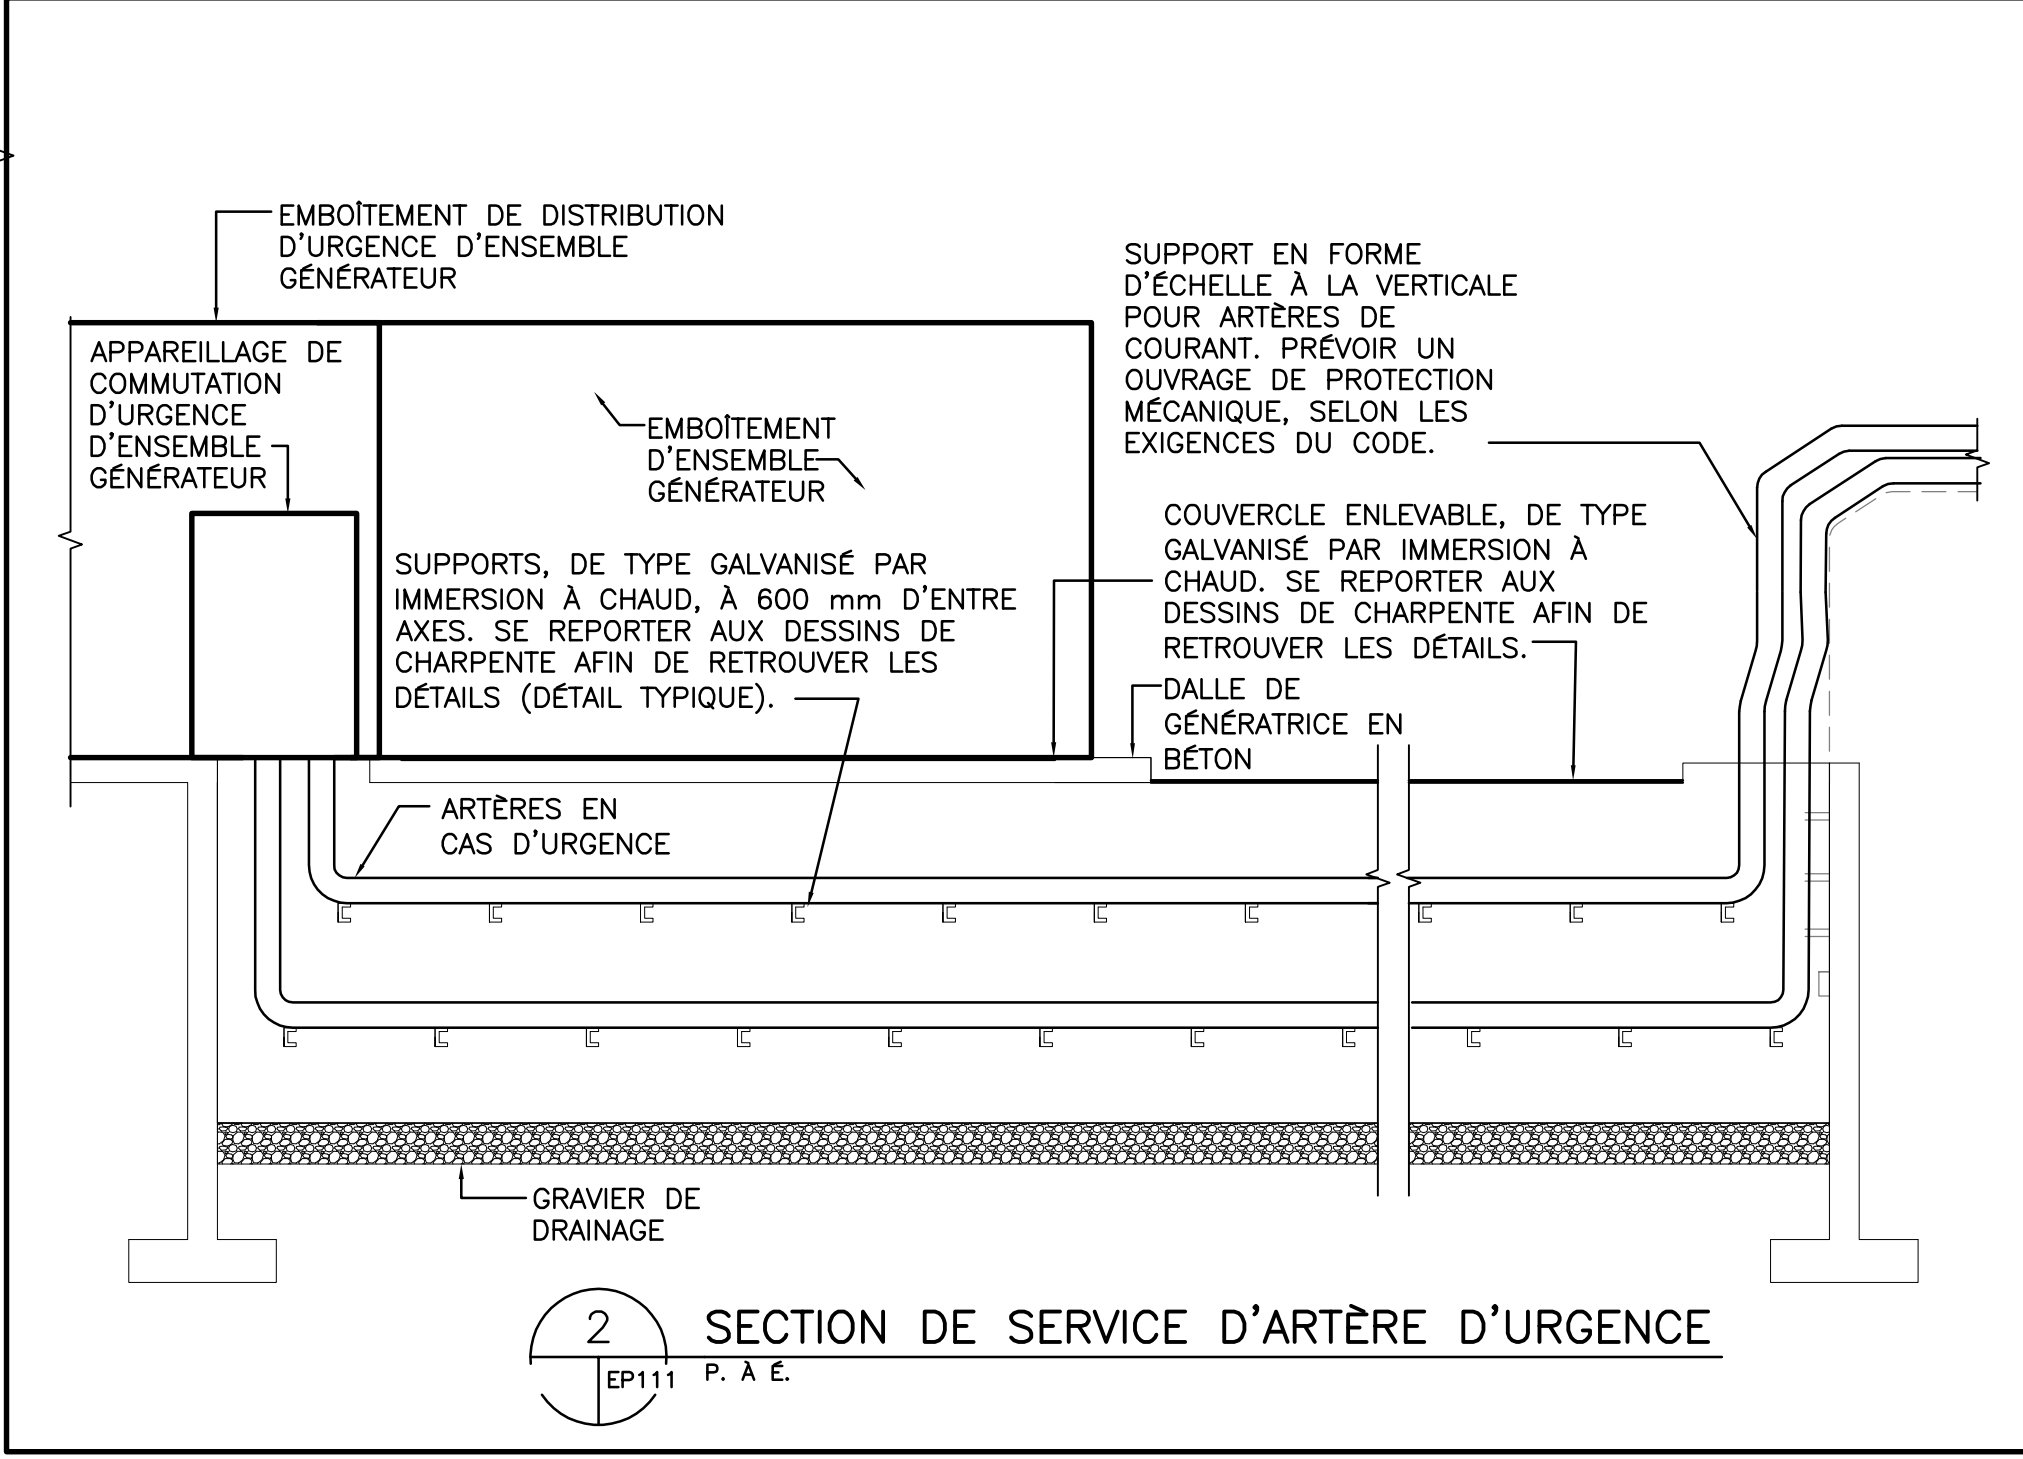 EMBOÎTEMENT DE DISTRIBUTION
D'URGENCE D'ENSEMBLE
GÉNÉRATEUR
SUPPORT EN FORME
D'ÉCHELLE À LA VERTICALE
POUR ARTÈRES DE
COURANT. PRÉVOIR UN
OUVRAGE DE PROTECTION
MÉCANIQUE, SELON LES
EXIGENCES DU CODE.
APPAREILLAGE DE
COMMUTATION
D'URGENCE
D'ENSEMBLE
GÉNÉRATEUR
EMBOÎTEMENT
D'ENSEMBLE
GÉNÉRATEUR
COUVERCLE ENLEVABLE, DE TYPE
GALVANISÉ PAR IMMERSION À
CHAUD. SE REPORTER AUX
DESSINS DE CHARPENTE AFIN DE
RETROUVER LES DÉTAILS.
SUPPORTS, DE TYPE GALVANISÉ PAR
IMMERSION À CHAUD, À 600 mm D'ENTRE
AXES. SE REPORTER AUX DESSINS DE
CHARPENTE AFIN DE RETROUVER LES
DÉTAILS (DÉTAIL TYPIQUE).
DALLE DE
GÉNÉRATRICE EN
BÉTON
ARTÈRES EN
CAS D'URGENCE
GRAVIER DE
DRAINAGE
2
EP111
SECTION DE SERVICE D'ARTÈRE D'URGENCE
P. À É.